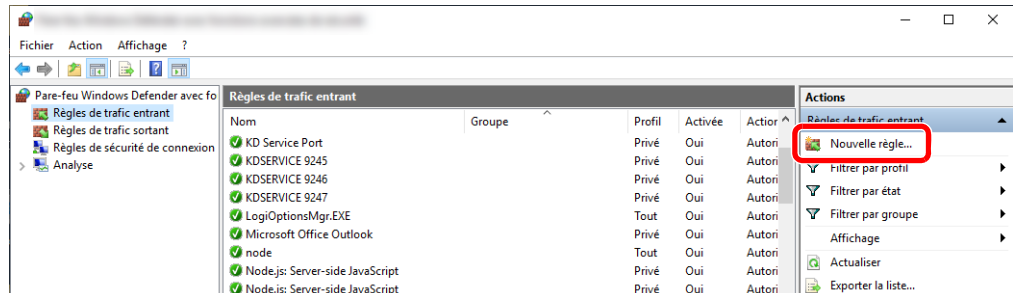 Fichier Action Affichage ?
Pare-feu Windows Defender avec fo
Règles de trafic entrant
Règles de trafic sortant
Règles de sécurité de connexion
Analyse
Règles de trafic entrant
Nom Groupe Profil Activée Action
KD Service Port Privé Oui Autori
KDSERVICE 9245 Privé Oui Autori
KDSERVICE 9246 Privé Oui Autori
KDSERVICE 9247 Privé Oui Autori
LogiOptionsMgr.EXE Tout Oui Autori
Microsoft Office Outlook Privé Oui Autori
node Tout Oui Autori
Node.js: Server-side JavaScript Privé Oui Autori
Node.js: Server-side JavaScript Privé Oui Autori
Actions
Règles de trafic entrant
Nouvelle règle...
Filtrer par profil
Filtrer par état
Filtrer par groupe
Affichage
Actualiser
Exporter la liste...